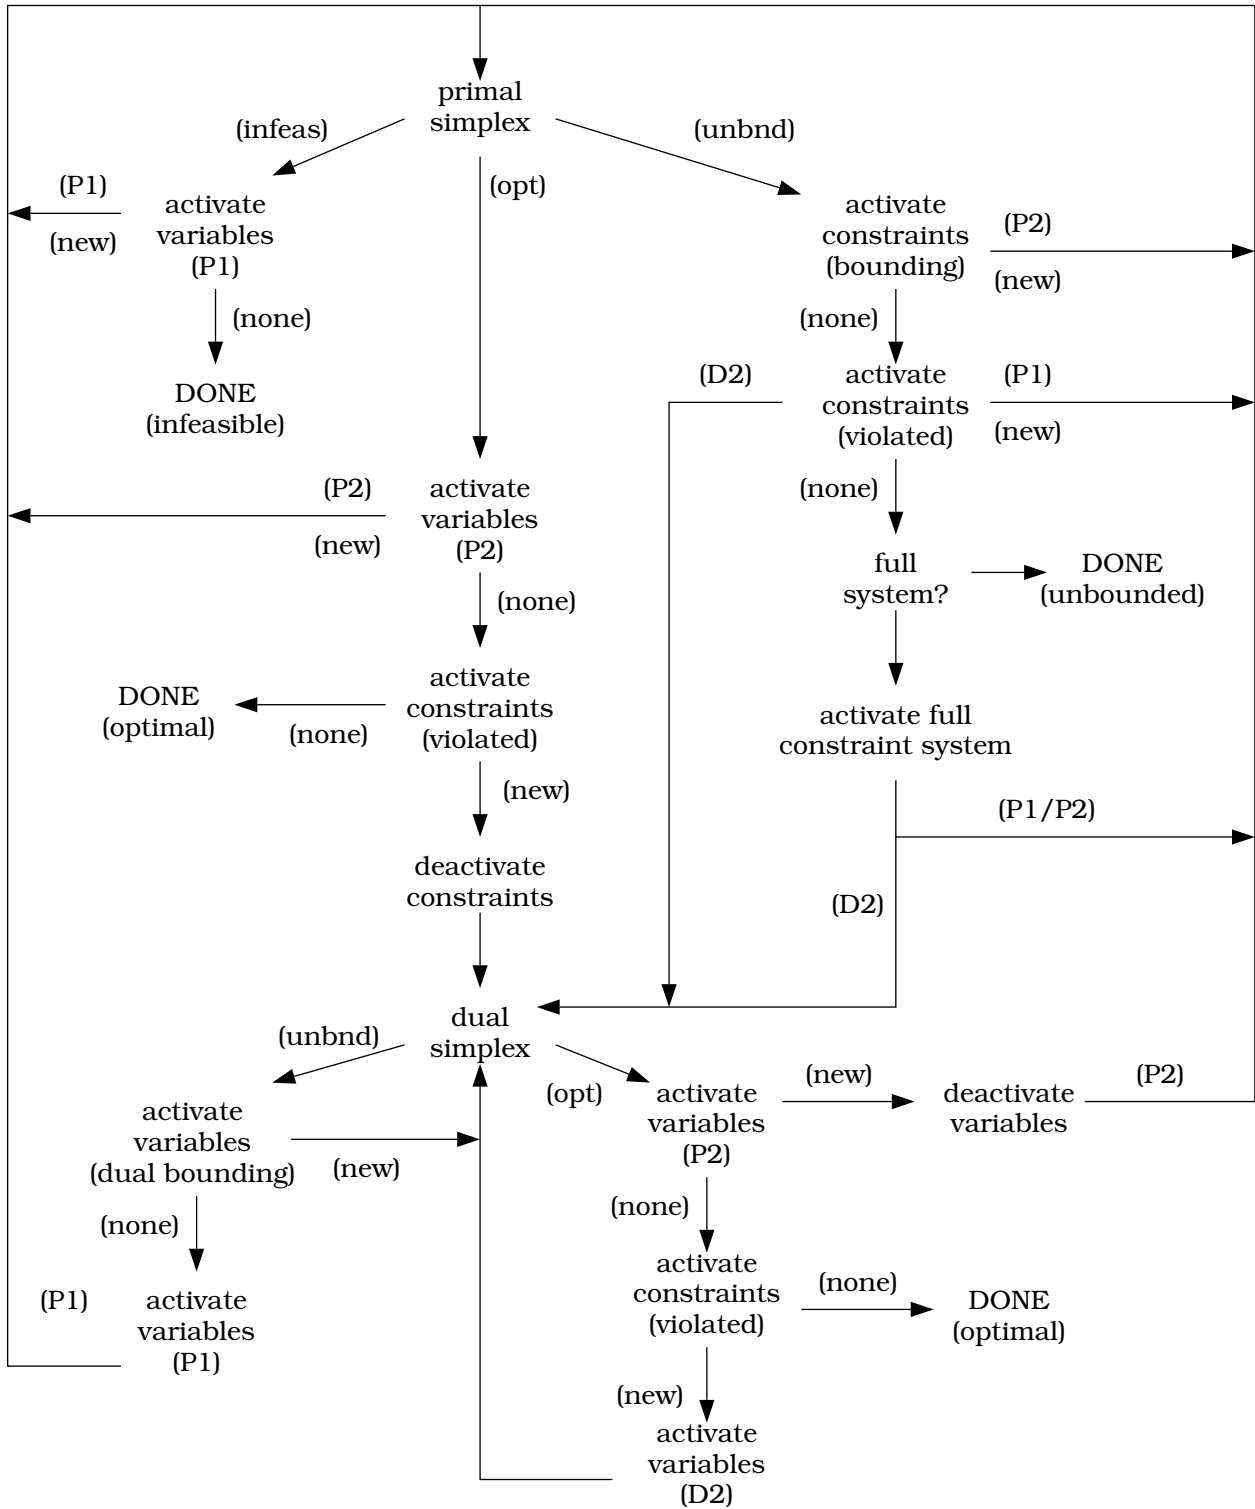 primal
simplex
(infeas)
(unbnd)
(opt)
(P1)
(new)
activate
variables
(P1)
(none)
DONE
(infeasible)
activate
constraints
(bounding)
(P2)
(new)
(none)
(D2)
activate
constraints
(violated)
(P1)
(new)
(none)
(P2)
(new)
activate
variables
(P2)
(none)
full
system?
DONE
(unbounded)
DONE
(optimal)
(none)
activate
constraints
(violated)
(new)
activate full
constraint system
(P1/P2)
(D2)
deactivate
constraints
dual
simplex
(unbnd)
(opt)
activate
variables
(dual bounding)
(new)
(none)
(P1)
activate
variables
(P1)
activate
variables
(P2)
(new)
deactivate
variables
(P2)
(none)
activate
constraints
(violated)
(none)
DONE
(optimal)
(new)
activate
variables
(D2)